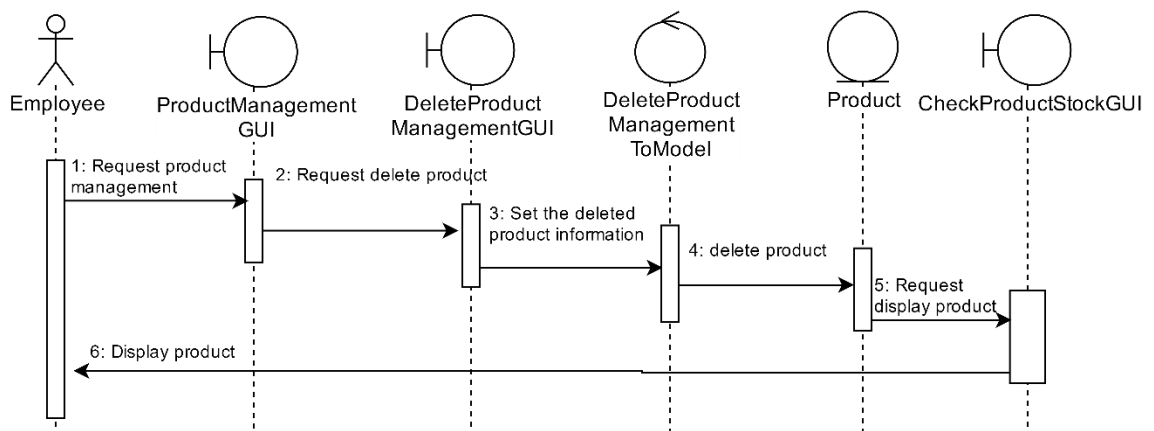 Employee
ProductManagement
GUI
DeleteProduct
ManagementGUI
DeleteProduct
Management
ToModel
Product
CheckProductStockGUI
1: Request product
management
2: Request delete product
3: Set the deleted
product information
4: delete product
5: Request
display product
6: Display product